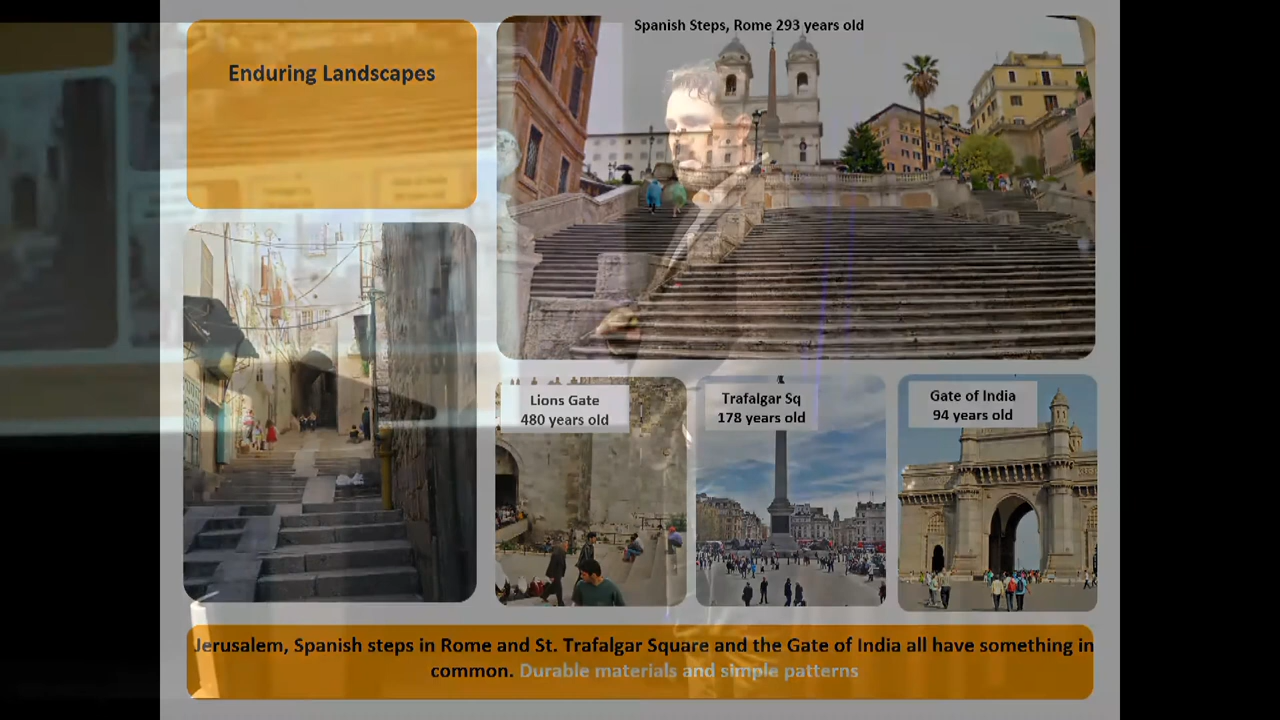 Spanish Steps, Rome 293 years old
Enduring Landscapes
Lions Gate
480 years old
Trafalgar Sq
178 years old
Gate of India
94 years old
Jerusalem, Spanish steps in Rome and St. Trafalgar Square and the Gate of India all have something in
common. Durable materials and simple patterns